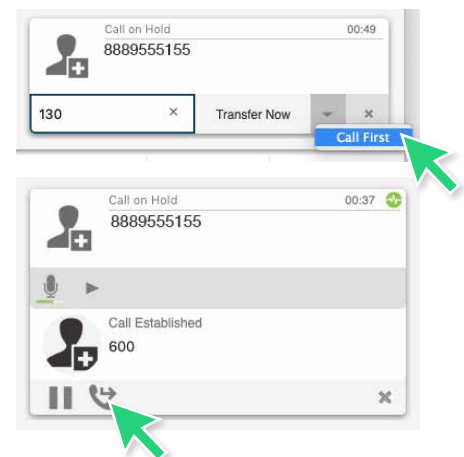 Call on Hold 00:49
8889555155
130 × Transfer Now ×
Call First
Call on Hold 00:37
8889555155
Call Established
600